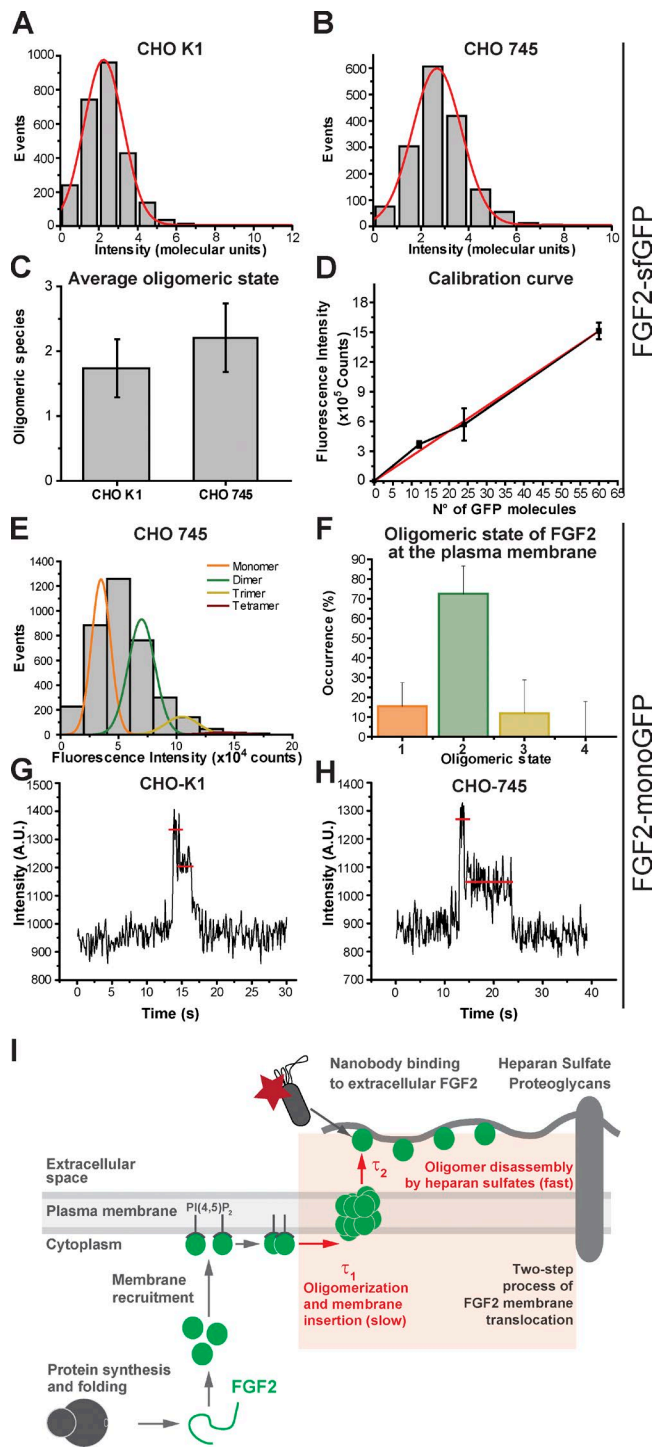 A
CHO K1
1000
800
600
400
200
0
Events
0 2 4 6 8 10 12
Intensity (molecular units)
B
CHO 745
600
500
400
300
200
100
0
Events
0 2 4 6 8 10
Intensity (molecular units)
FGF2-sfGFP
C
Average oligomeric state
3
2
1
0
Oligomeric species
CHO K1 CHO 745
D
Calibration curve
18
15
12
9
6
3
0
Fluorescence Intensity
(x10⁵ Counts)
0 5 10 15 20 25 30 35 40 45 50 55 60 65
N° of GFP molecules
E
CHO 745
1400
1200
1000
800
600
400
200
0
Events
Monomer
Dimer
Trimer
Tetramer
0 5 10 15 20
Fluorescence Intensity (x10⁴ counts)
F
Oligomeric state of FGF2
at the plasma membrane
90
80
70
60
50
40
30
20
10
0
Occurrence (%)
1 2 3 4
Oligomeric state
FGF2-monoGFP
G
CHO-K1
1500
1400
1300
1200
1100
1000
900
800
Intensity (A.U.)
0 5 10 15 20 25 30
Time (s)
H
CHO-745
1400
1300
1200
1100
1000
900
800
700
Intensity (A.U.)
0 10 20 30 40
Time (s)
I
Nanobody binding
to extracellular FGF2
Heparan Sulfate
Proteoglycans
Extracellular
space
τ₂
Oligomer disassembly
by heparan sulfates (fast)
Plasma membrane
PI(4,5)P₂
Cytoplasm
τ₁
Oligomerization
and membrane
insertion (slow)
Two-step
process of
FGF2 membrane
translocation
Membrane
recruitment
Protein synthesis
and folding
FGF2